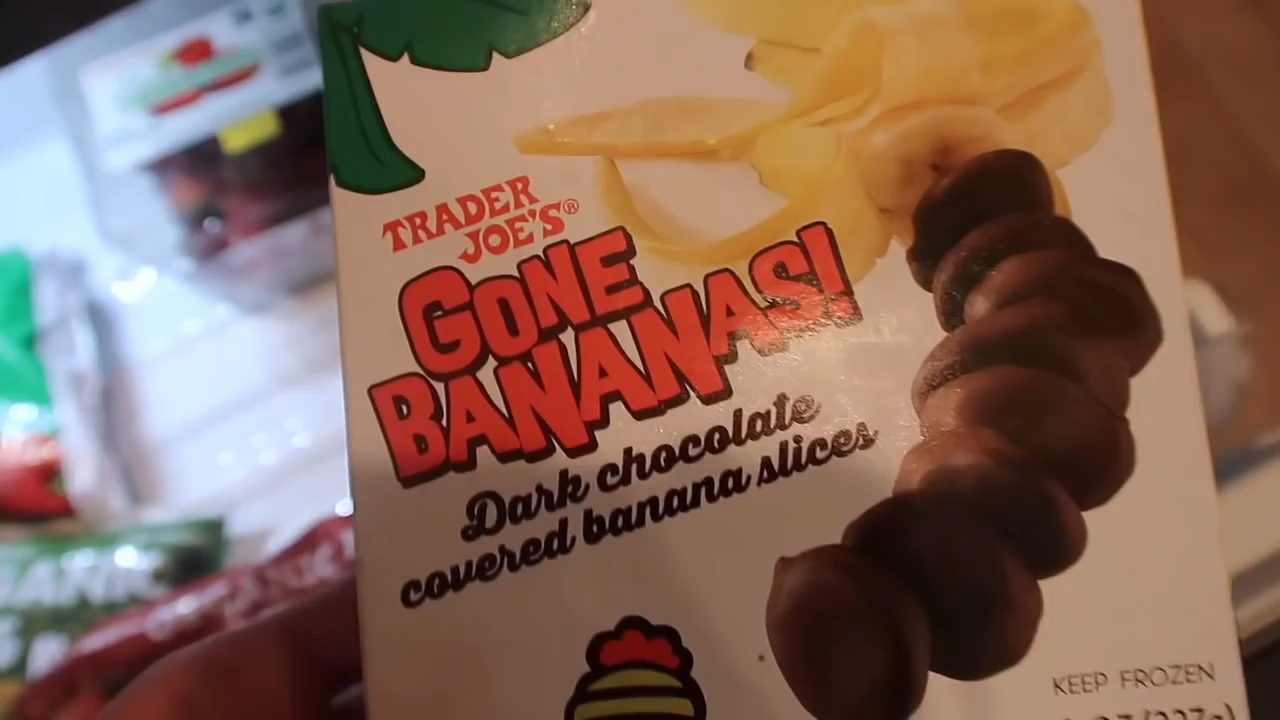 TRADER
JOE'S®
GONE
BANANAS!
Dark chocolate
covered banana slices
KEEP FROZEN